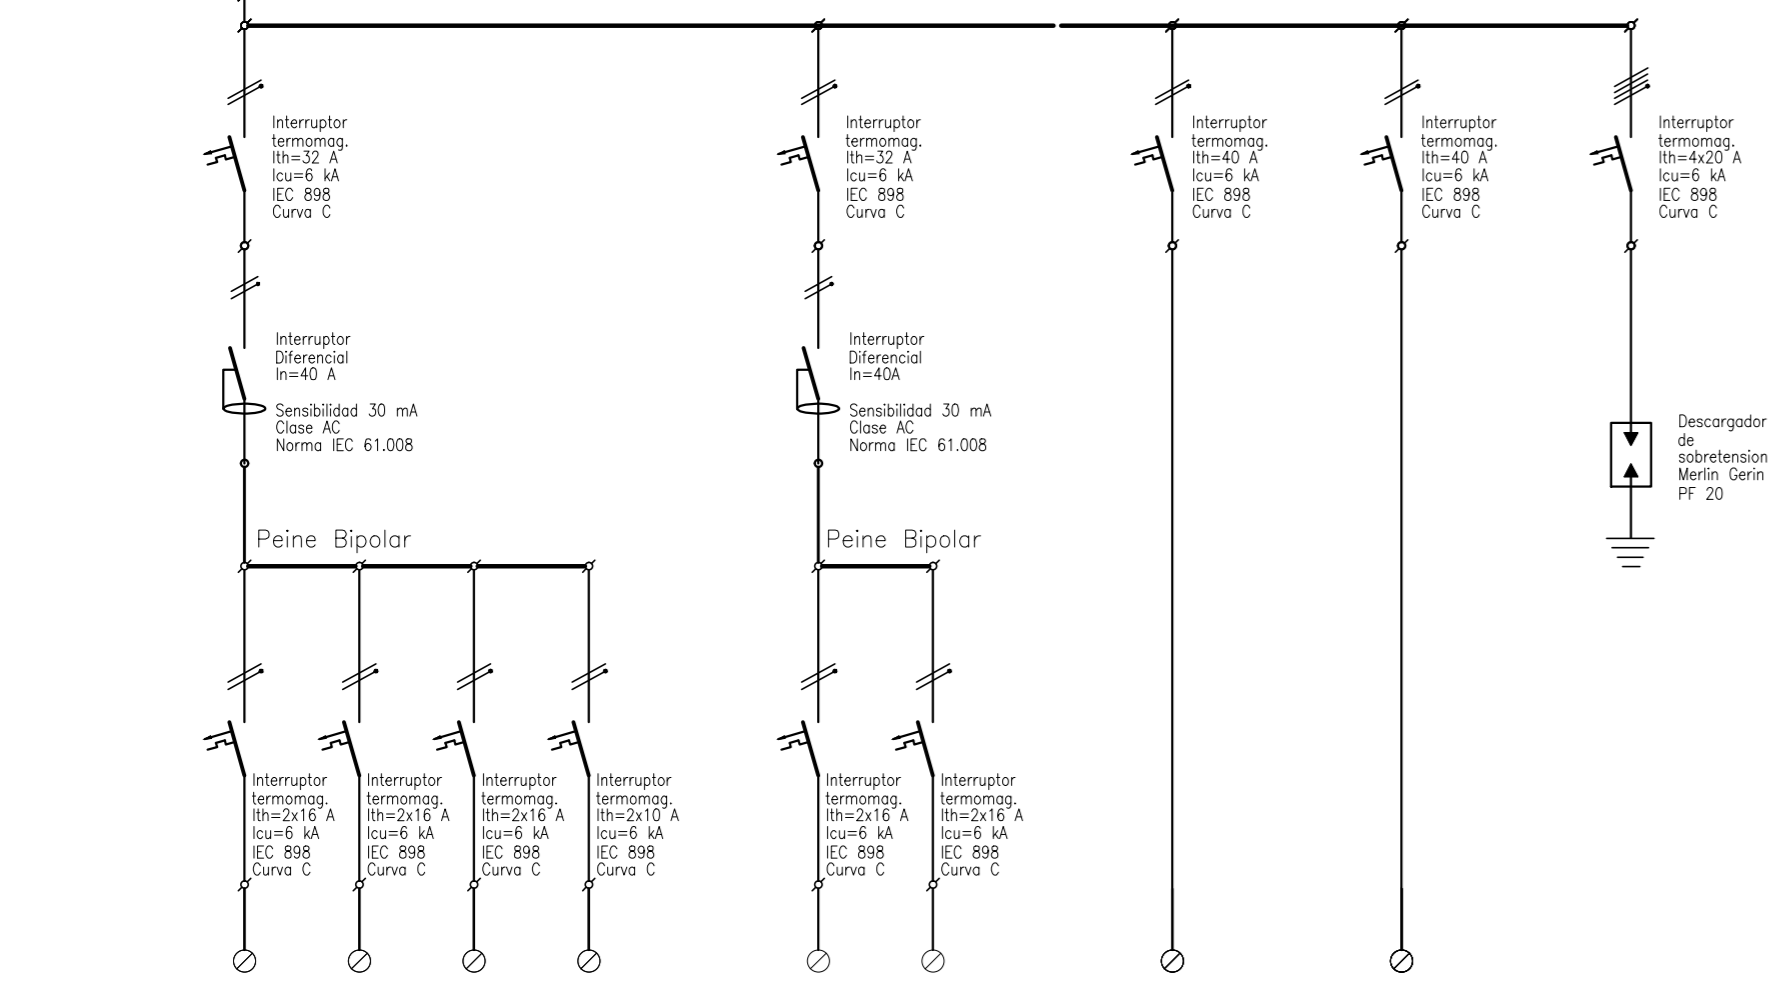 Interruptor
termomag.
Ith=32 A
Icu=6 kA
IEC 898
Curva C
Interruptor
termomag.
Ith=32 A
Icu=6 kA
IEC 898
Curva C
Interruptor
termomag.
Ith=40 A
Icu=6 kA
IEC 898
Curva C
Interruptor
termomag.
Ith=40 A
Icu=6 kA
IEC 898
Curva C
Interruptor
termomag.
Ith=4x20 A
Icu=6 kA
IEC 898
Curva C
Interruptor
Diferencial
In=40 A
Sensibilidad 30 mA
Clase AC
Norma IEC 61.008
Interruptor
Diferencial
In=40A
Sensibilidad 30 mA
Clase AC
Norma IEC 61.008
Descargador
de
sobretension
Merlin Gerin
PF 20
Peine Bipolar
Peine Bipolar
Interruptor
termomag.
Ith=2x16 A
Icu=6 kA
IEC 898
Curva C
Interruptor
termomag.
Ith=2x16 A
Icu=6 kA
IEC 898
Curva C
Interruptor
termomag.
Ith=2x16 A
Icu=6 kA
IEC 898
Curva C
Interruptor
termomag.
Ith=2x10 A
Icu=6 kA
IEC 898
Curva C
Interruptor
termomag.
Ith=2x16 A
Icu=6 kA
IEC 898
Curva C
Interruptor
termomag.
Ith=2x16 A
Icu=6 kA
IEC 898
Curva C